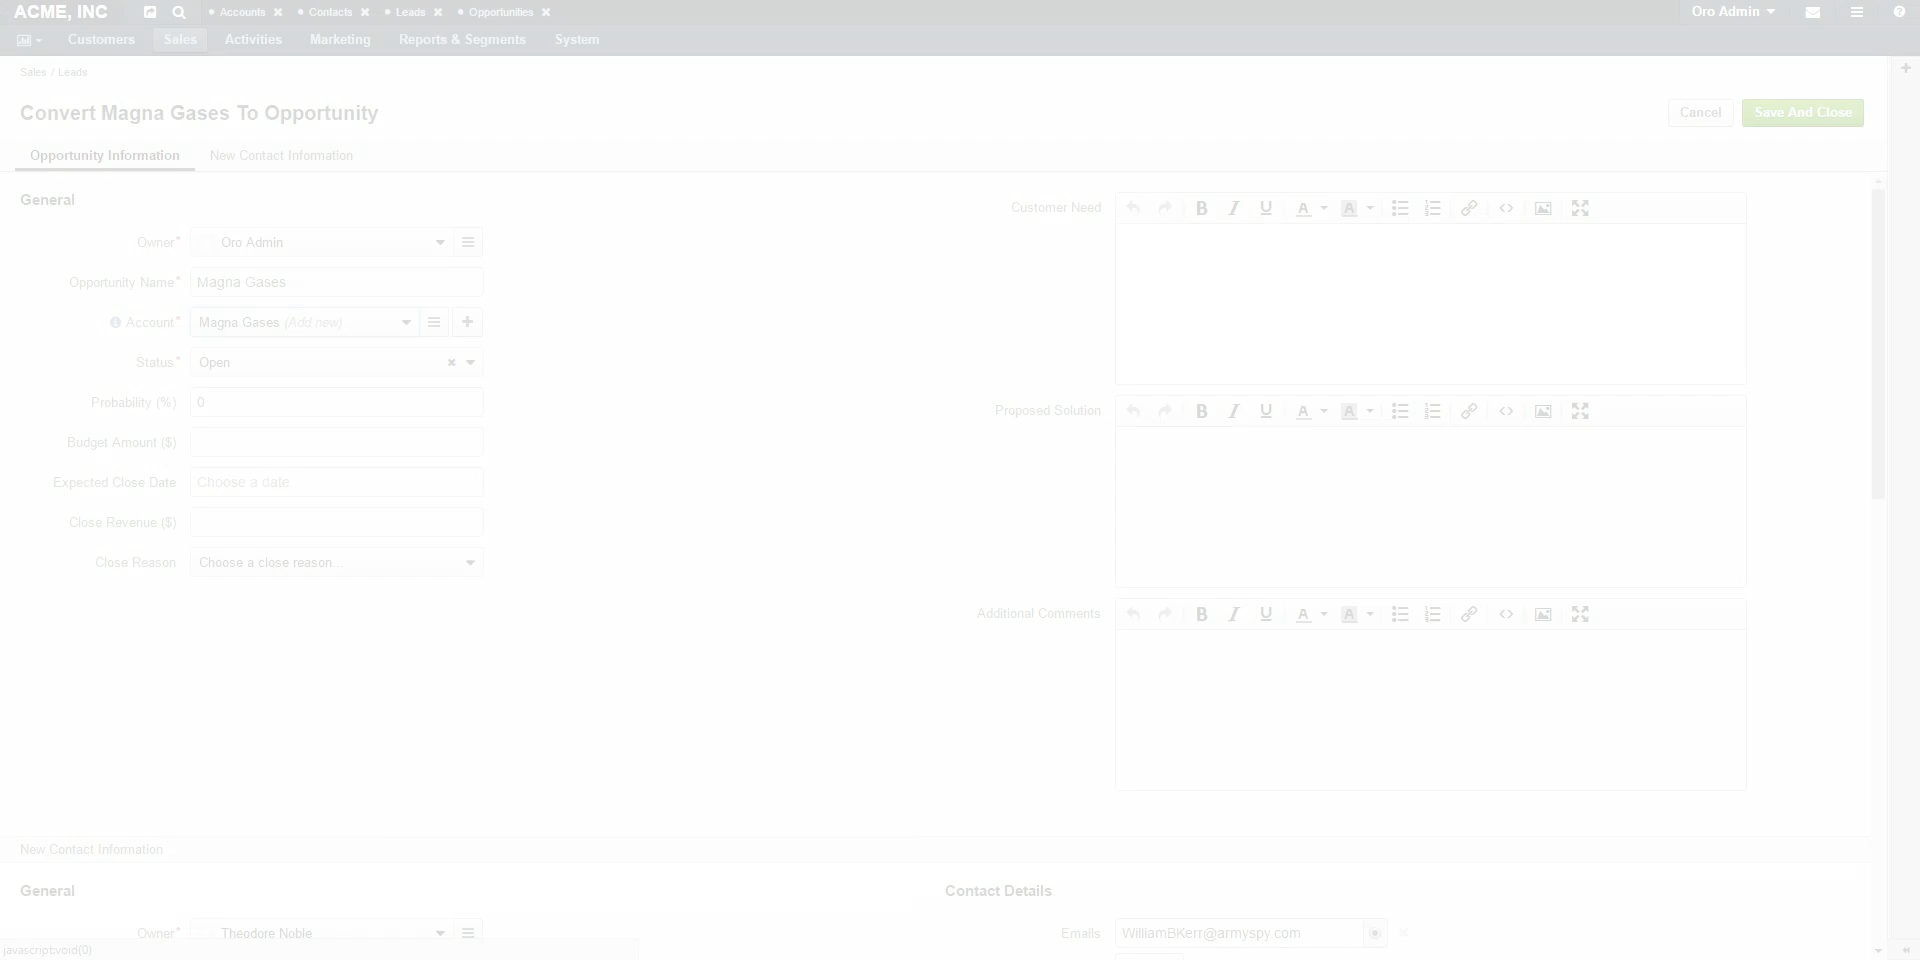 ACME, INC Accounts Contacts Leads Opportunities Oro Admin
Customers Sales Activities Marketing Reports & Segments System
Sales / Leads
Convert Magna Gases To Opportunity Cancel Save And Close
Opportunity Information New Contact Information
General
Owner* Oro Admin
Opportunity Name* Magna Gases
Account* Magna Gases (Add new)
Status* Open
Probability (%) 0
Budget Amount ($)
Expected Close Date Choose a date
Close Revenue ($)
Close Reason Choose a close reason...
Customer Need B I U A A
Proposed Solution B I U A A
Additional Comments B I U A A
New Contact Information
General
Owner* Theodore Noble
Contact Details
Emails WilliamBKerr@armyspy.com
javascript:void(0)